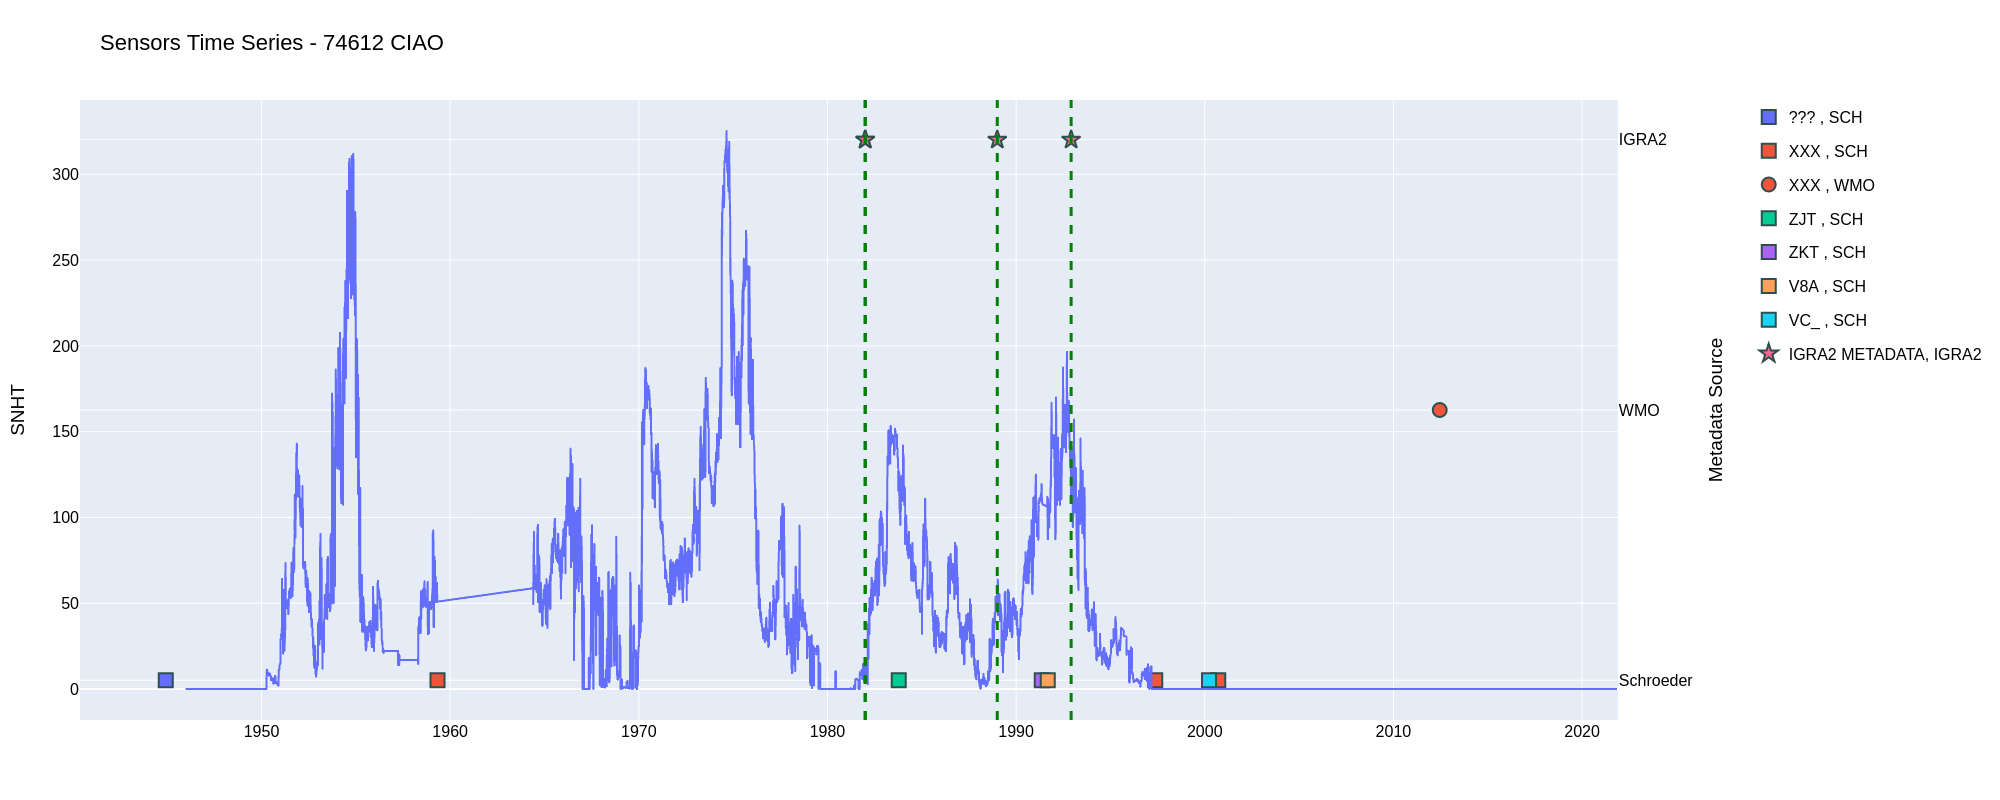 Sensors Time Series - 74612 CIAO
SNHT
300
250
200
150
100
50
0
1950
1960
1970
1980
1990
2000
2010
2020
IGRA2
WMO
Schroeder
Metadata Source
??? , SCH
XXX , SCH
XXX , WMO
ZJT , SCH
ZKT , SCH
V8A , SCH
VC_ , SCH
IGRA2 METADATA, IGRA2